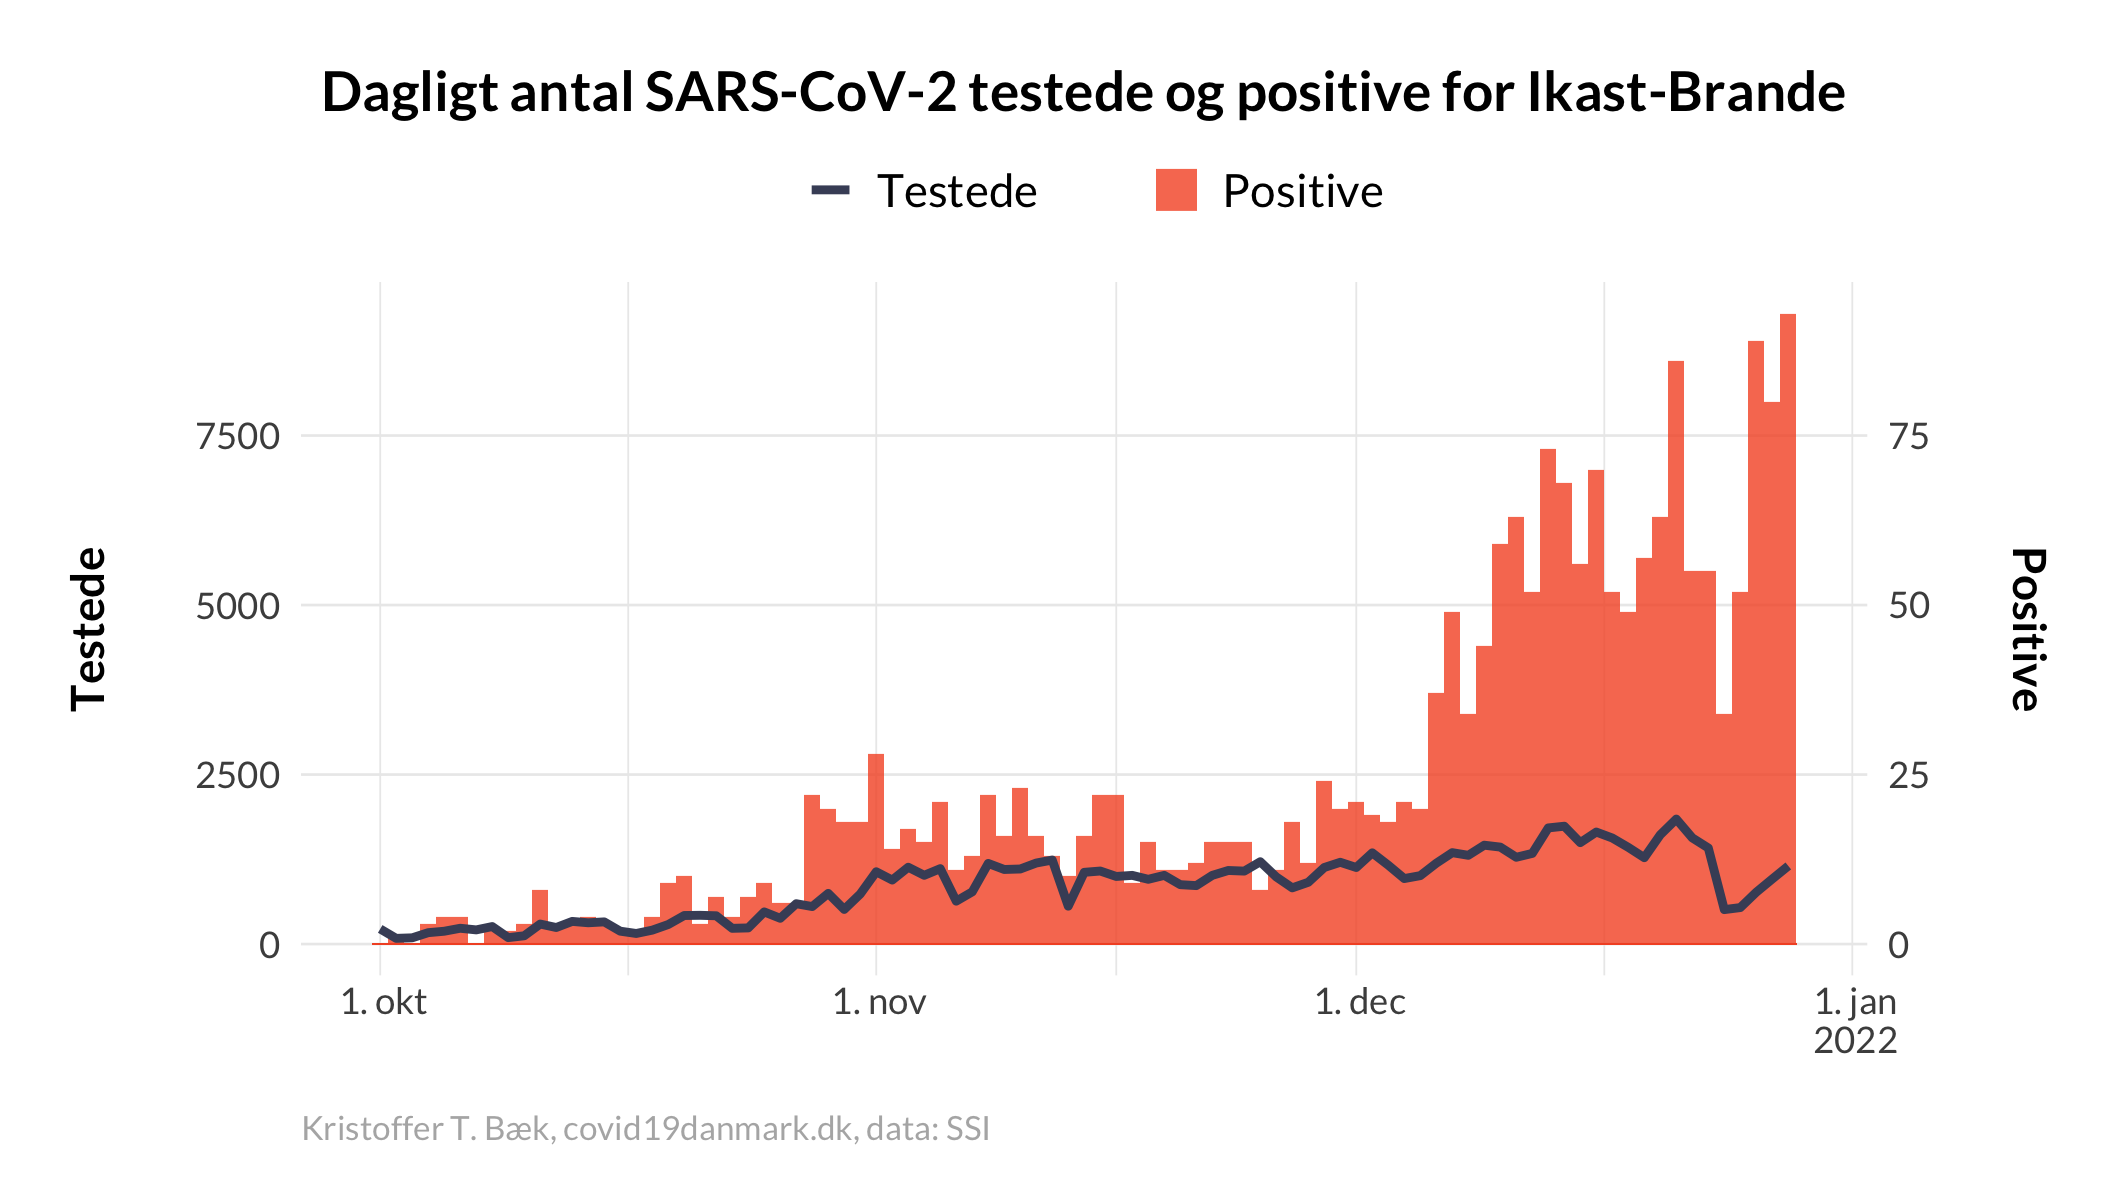 Dagligt antal SARS-CoV-2 testede og positive for Ikast-Brande
Testede
Positive
Testede
7500
5000
2500
0
75
50
25
0
Positive
1. okt
1. nov
1. dec
1. jan
2022
Kristoffer T. Bæk, covid19danmark.dk, data: SSI